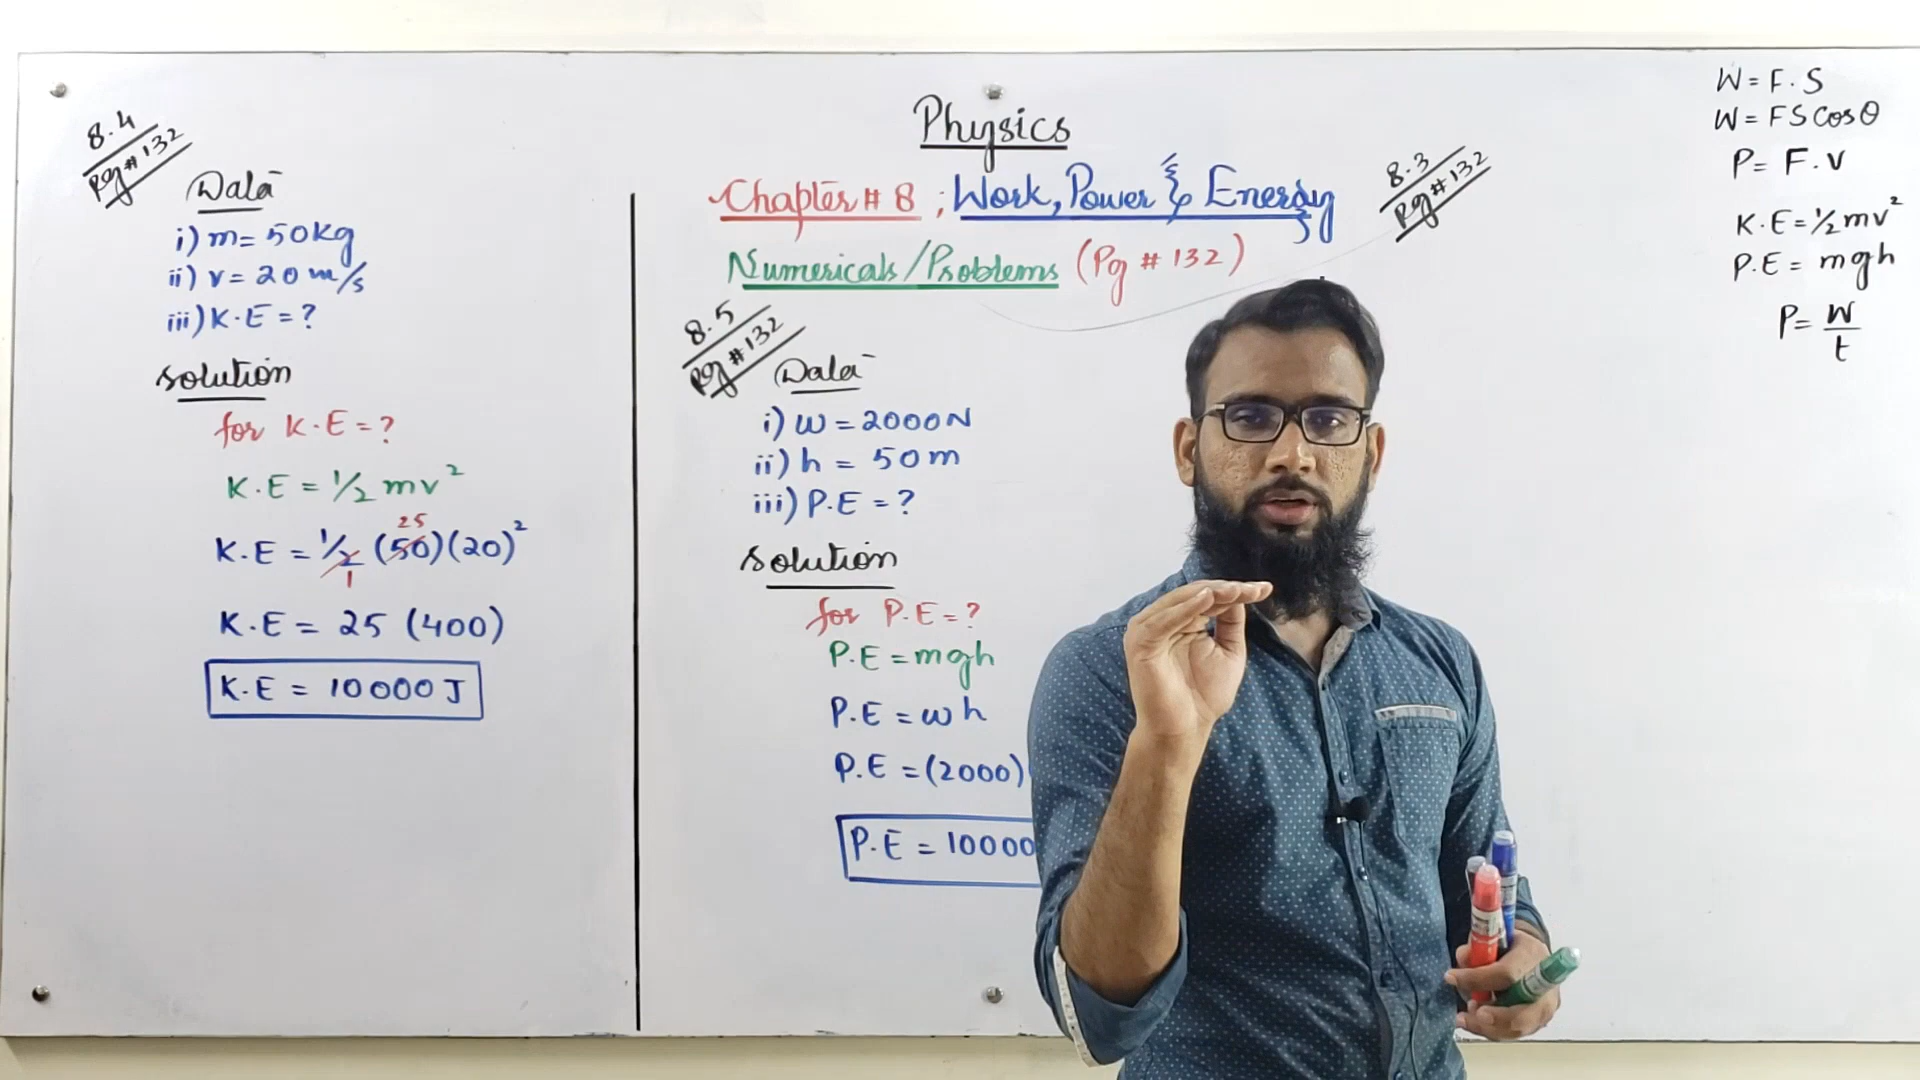 Physics
Chapter # 8 ; Work, Power & Energy
Numericals/Problems (Pg # 132)
8.4
Pg # 132
Data
i) m = 50Kg
ii) v = 20 m/s
iii) K.E = ?
Solution
for K.E = ?
K.E = 1/2 mv²
25
K.E = 1/2 (50)(20)²
1
K.E = 25 (400)
K.E = 10000 J
8.5
Pg # 132
Data
i) w = 2000N
ii) h = 50m
iii) P.E = ?
Solution
for P.E = ?
P.E = mgh
P.E = wh
P.E = (2000)
P.E = 10000
8.3
Pg # 132
W = F.S
W = FS Cos θ
P = F.v
K.E = 1/2 mv²
P.E = mgh
P = W
t